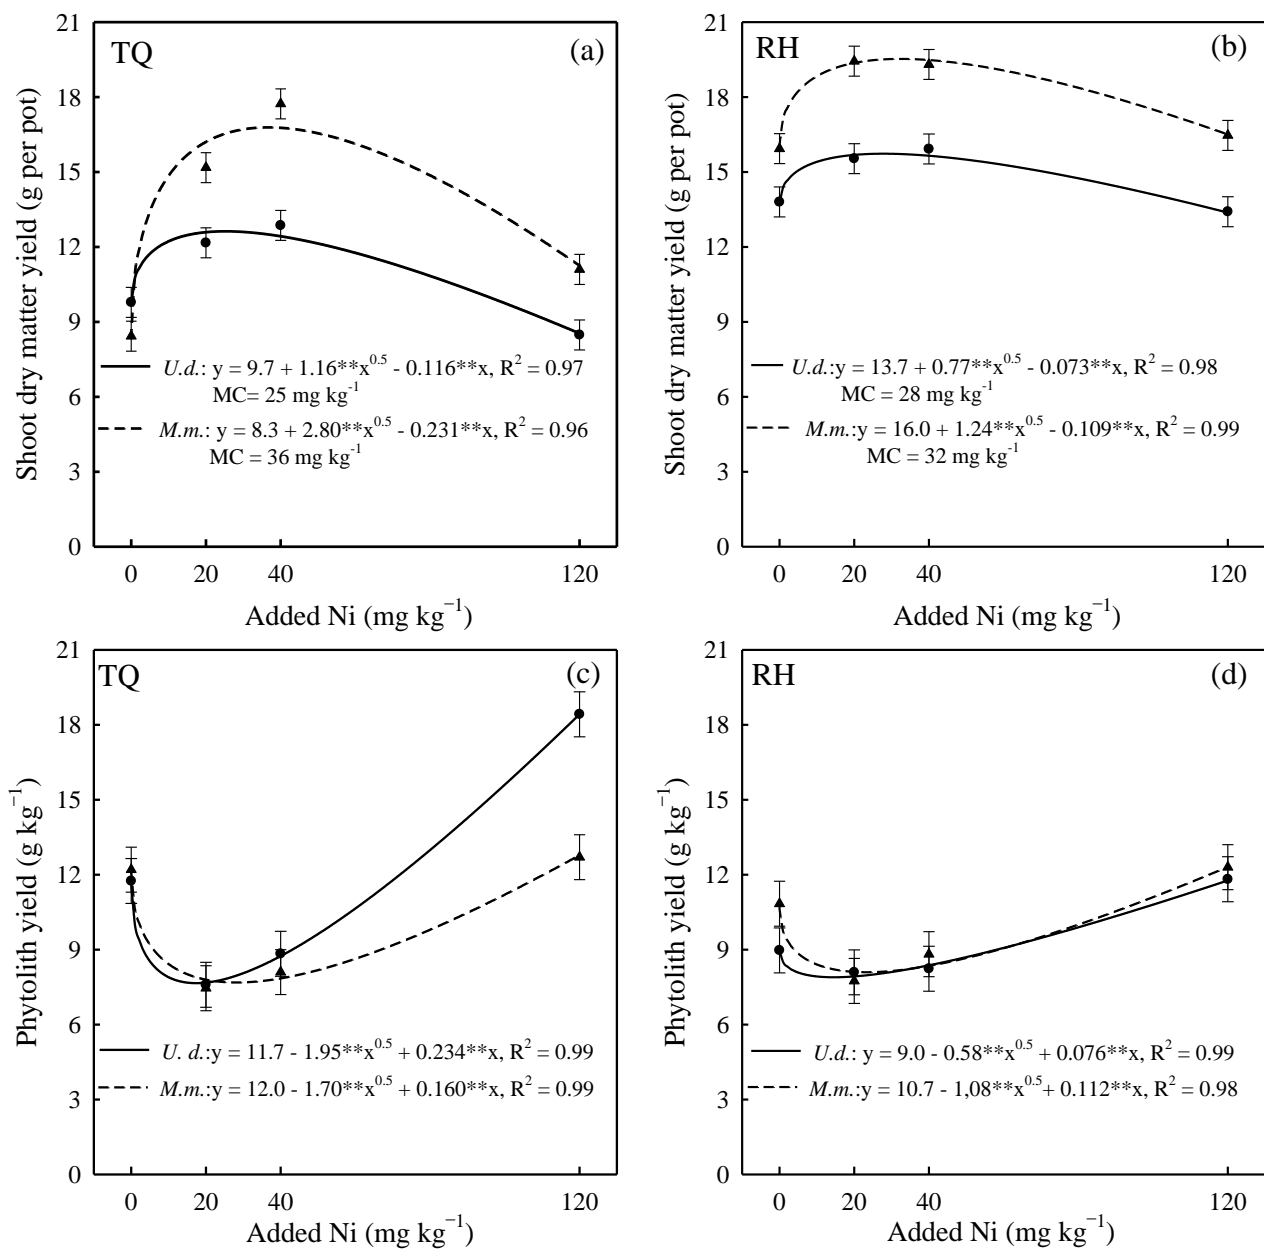 TQ
(a)
21
18
15
12
9
6
3
0
Shoot dry matter yield (g per pot)
U.d.: y = 9.7 + 1.16**x^0.5 - 0.116**x, R^2 = 0.97
MC= 25 mg kg^-1
M.m.: y = 8.3 + 2.80**x^0.5 - 0.231**x, R^2 = 0.96
MC = 36 mg kg^-1
0 20 40 120
Added Ni (mg kg^−1)
RH
(b)
21
18
15
12
9
6
3
0
Shoot dry matter yield (g per pot)
U.d.: y = 13.7 + 0.77**x^0.5 - 0.073**x, R^2 = 0.98
MC = 28 mg kg^-1
M.m.:y = 16.0 + 1.24**x^0.5 - 0.109**x, R^2 = 0.99
MC = 32 mg kg^-1
0 20 40 120
Added Ni (mg kg^−1)
TQ
(c)
21
18
15
12
9
6
3
0
Phytolith yield (g kg^−1)
U. d.:y = 11.7 - 1.95**x^0.5 + 0.234**x, R^2 = 0.99
M.m.:y = 12.0 - 1.70**x^0.5 + 0.160**x, R^2 = 0.99
0 20 40 120
Added Ni (mg kg^−1)
RH
(d)
21
18
15
12
9
6
3
0
Phytolith yield (g kg^−1)
U.d.: y = 9.0 - 0.58**x^0.5 + 0.076**x, R^2 = 0.99
M.m.:y = 10.7 - 1,08**x^0.5+ 0.112**x, R^2 = 0.98
0 20 40 120
Added Ni (mg kg^−1)